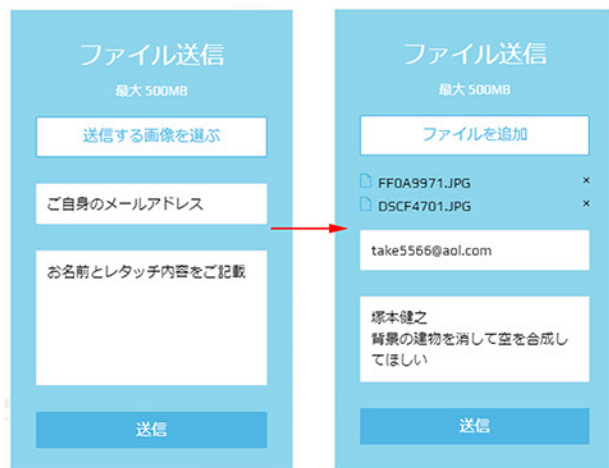 ファイル送信
最大 500MB
送信する画像を選ぶ
ご自身のメールアドレス
お名前とレタッチ内容をご記載
送信
ファイル送信
最大 500MB
ファイルを追加
FF0A9971.JPG ×
DSCF4701.JPG ×
take5566@aol.com
塚本健之
背景の建物を消して空を合成し
てほしい
送信